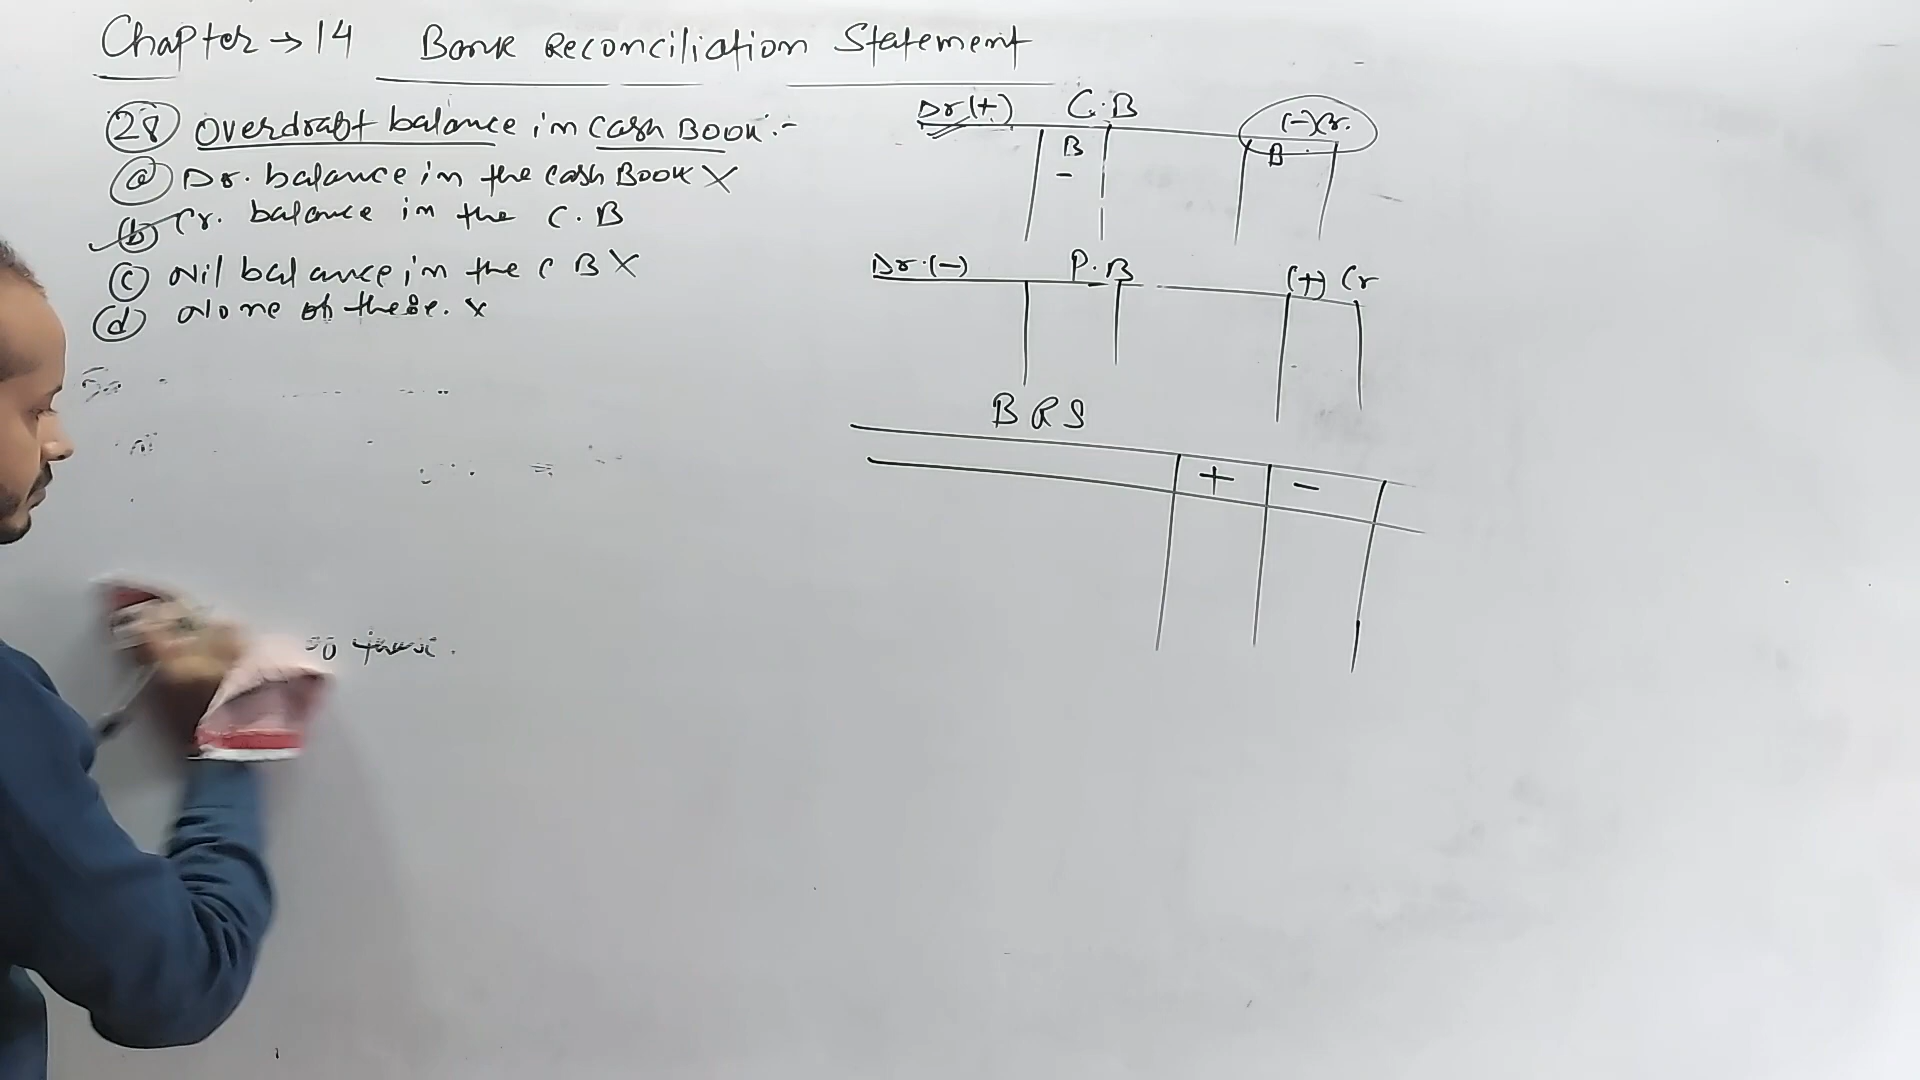 Chapter → 14 Bank Reconciliation Statement
(28) Overdraft balance in Cash Book :-
(a) Dr. balance in the Cash Book X
(b) Cr. balance in the C.B
(c) Nil balance in the C B X
(d) None of these. x
Dr (+) C.B (-) Cr.
B B
-
Dr. (-) P.B (+) Cr
B R S
+ -